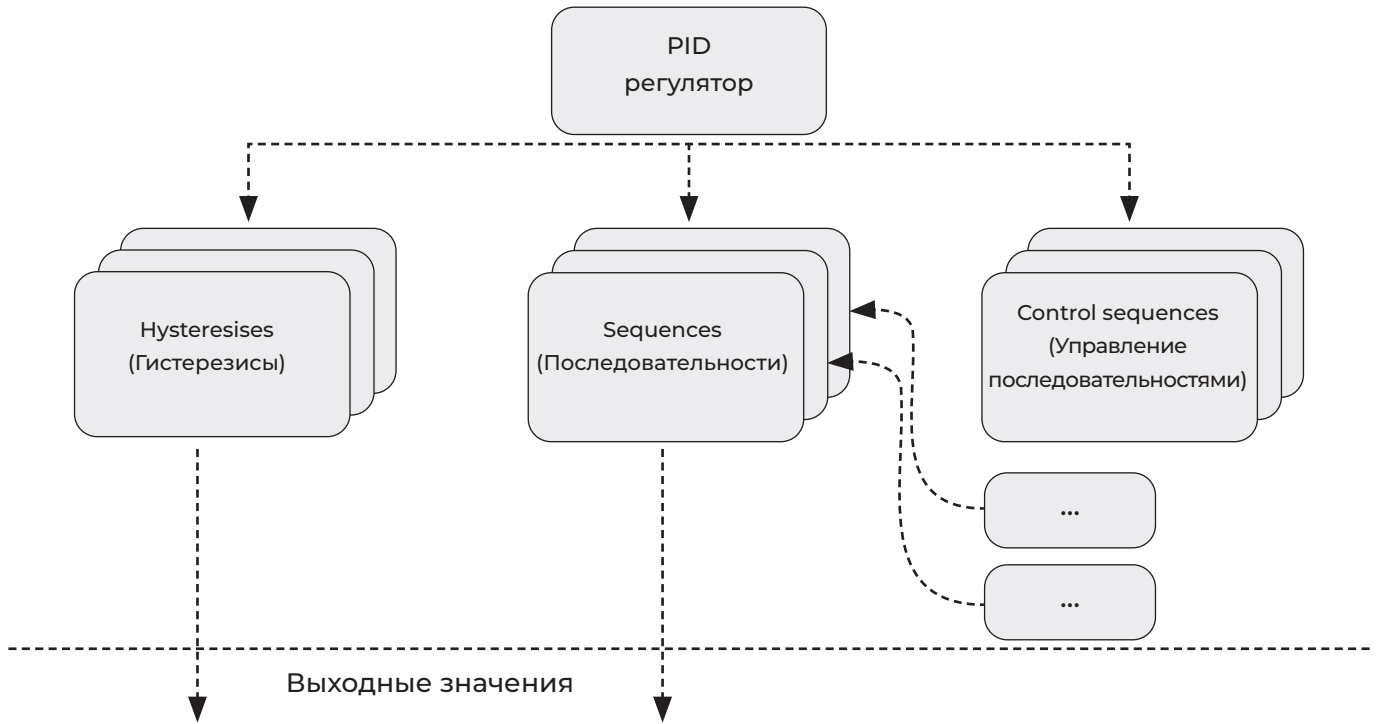 PID
регулятор
Hysteresises
(Гистерезисы)
Sequences
(Последовательности)
Control sequences
(Управление
последовательностями)
...
...
Выходные значения